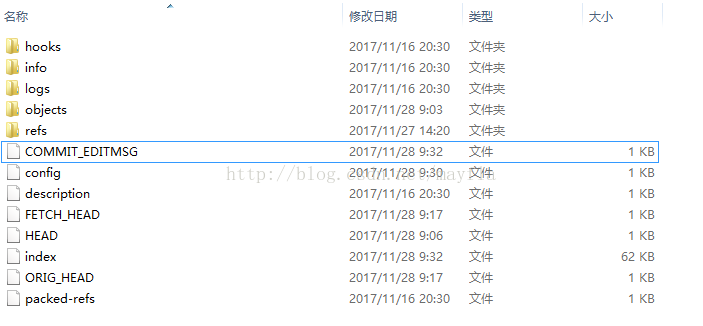 名称 修改日期 类型 大小
hooks 2017/11/16 20:30 文件夹
info 2017/11/16 20:30 文件夹
logs 2017/11/16 20:30 文件夹
objects 2017/11/28 9:03 文件夹
refs 2017/11/27 14:20 文件夹
COMMIT_EDITMSG 2017/11/28 9:32 文件 1 KB
config 2017/11/28 9:30 文件 1 KB
description 2017/11/16 20:30 文件 1 KB
FETCH_HEAD 2017/11/28 9:17 文件 1 KB
HEAD 2017/11/28 9:06 文件 1 KB
index 2017/11/28 9:32 文件 62 KB
ORIG_HEAD 2017/11/28 9:17 文件 1 KB
packed-refs 2017/11/16 20:30 文件 1 KB